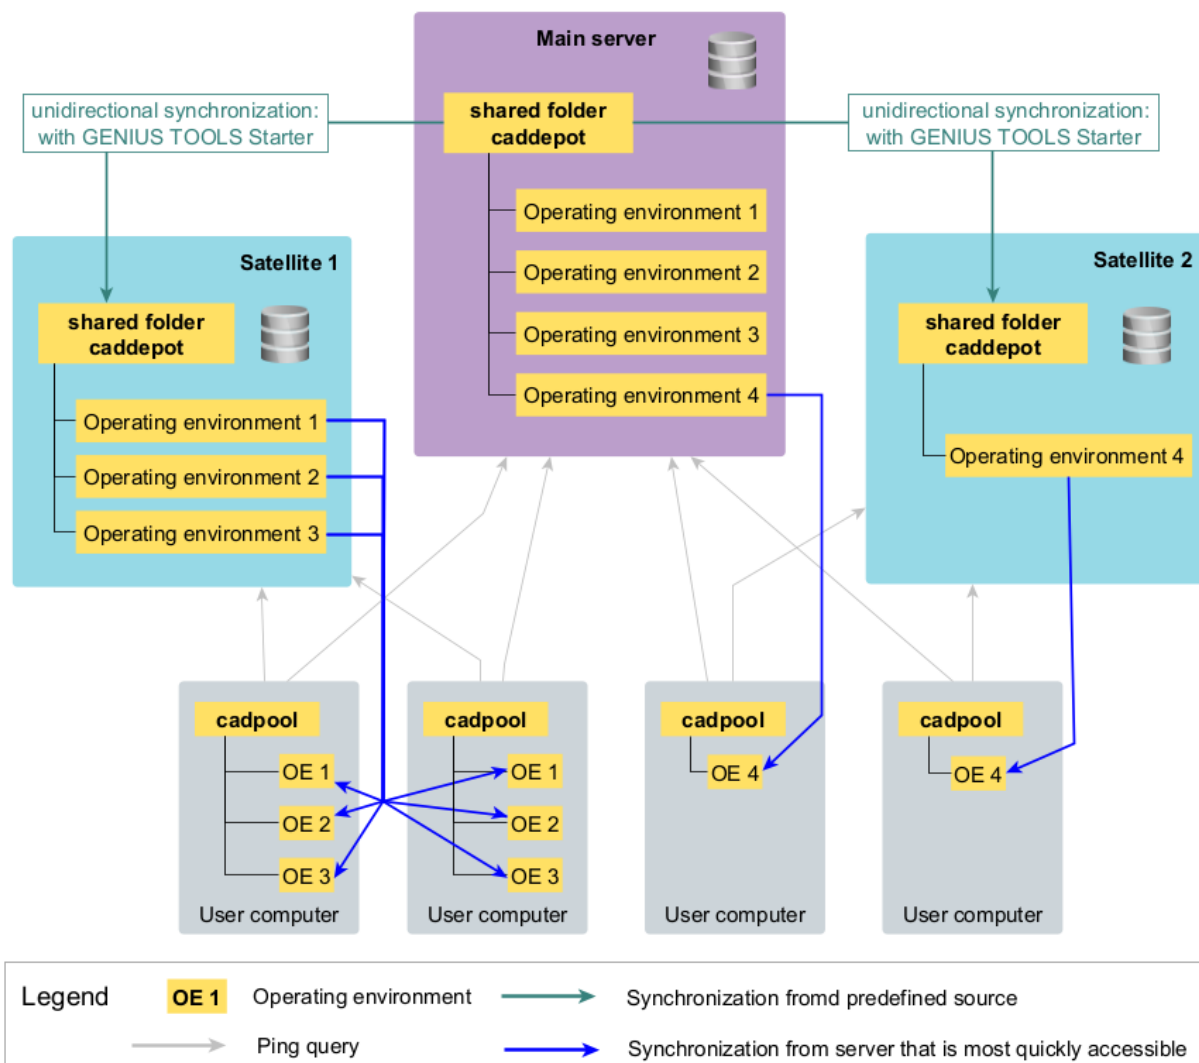 Main server
unidirectional synchronization:
with GENIUS TOOLS Starter
shared folder
caddepot
unidirectional synchronization:
with GENIUS TOOLS Starter
Operating environment 1
Operating environment 2
Operating environment 3
Operating environment 4
Satellite 1
shared folder
caddepot
Operating environment 1
Operating environment 2
Operating environment 3
Satellite 2
shared folder
caddepot
Operating environment 4
cadpool
OE 1
OE 2
OE 3
User computer
cadpool
OE 1
OE 2
OE 3
User computer
cadpool
OE 4
User computer
cadpool
OE 4
User computer
Legend
OE 1
Operating environment
Synchronization fromd predefined source
Ping query
Synchronization from server that is most quickly accessible